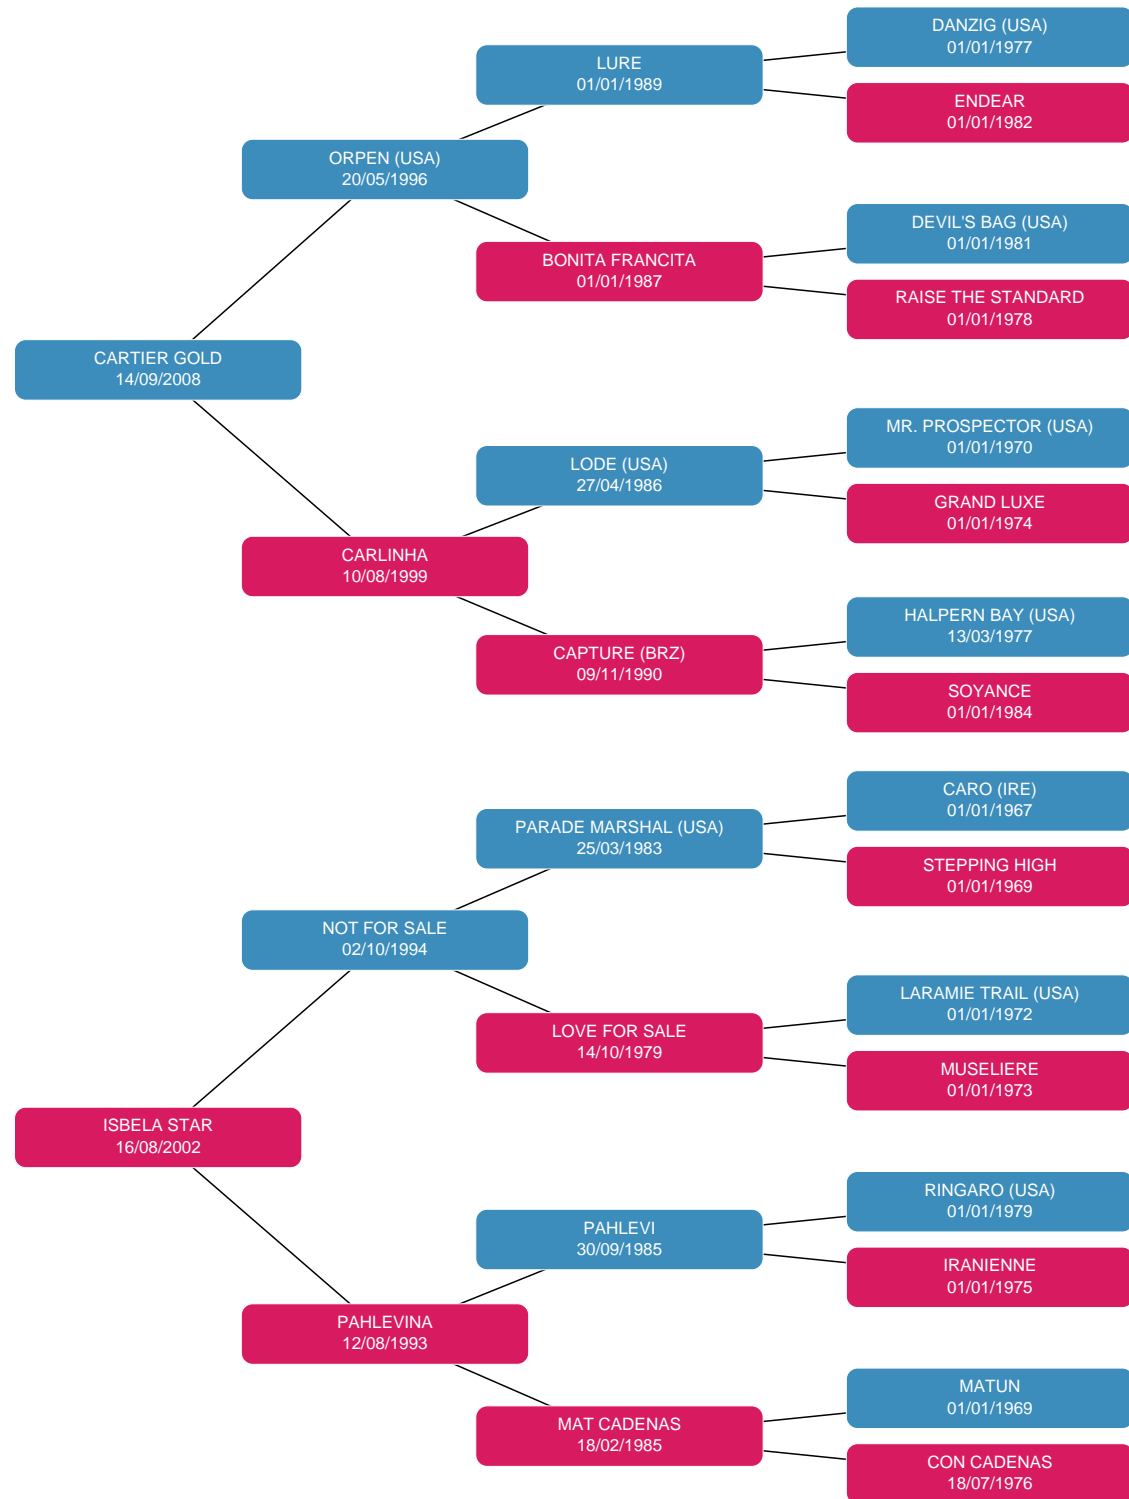 DANZIG (USA)
01/01/1977
LURE
01/01/1989
ENDEAR
01/01/1982
ORPEN (USA)
20/05/1996
DEVIL'S BAG (USA)
01/01/1981
BONITA FRANCITA
01/01/1987
RAISE THE STANDARD
01/01/1978
CARTIER GOLD
14/09/2008
MR. PROSPECTOR (USA)
01/01/1970
LODE (USA)
27/04/1986
GRAND LUXE
01/01/1974
CARLINHA
10/08/1999
HALPERN BAY (USA)
13/03/1977
CAPTURE (BRZ)
09/11/1990
SOYANCE
01/01/1984
CARO (IRE)
01/01/1967
PARADE MARSHAL (USA)
25/03/1983
STEPPING HIGH
01/01/1969
NOT FOR SALE
02/10/1994
LARAMIE TRAIL (USA)
01/01/1972
LOVE FOR SALE
14/10/1979
MUSELIERE
01/01/1973
ISBELA STAR
16/08/2002
RINGARO (USA)
01/01/1979
PAHLEVI
30/09/1985
IRANIENNE
01/01/1975
PAHLEVINA
12/08/1993
MATUN
01/01/1969
MAT CADENAS
18/02/1985
CON CADENAS
18/07/1976